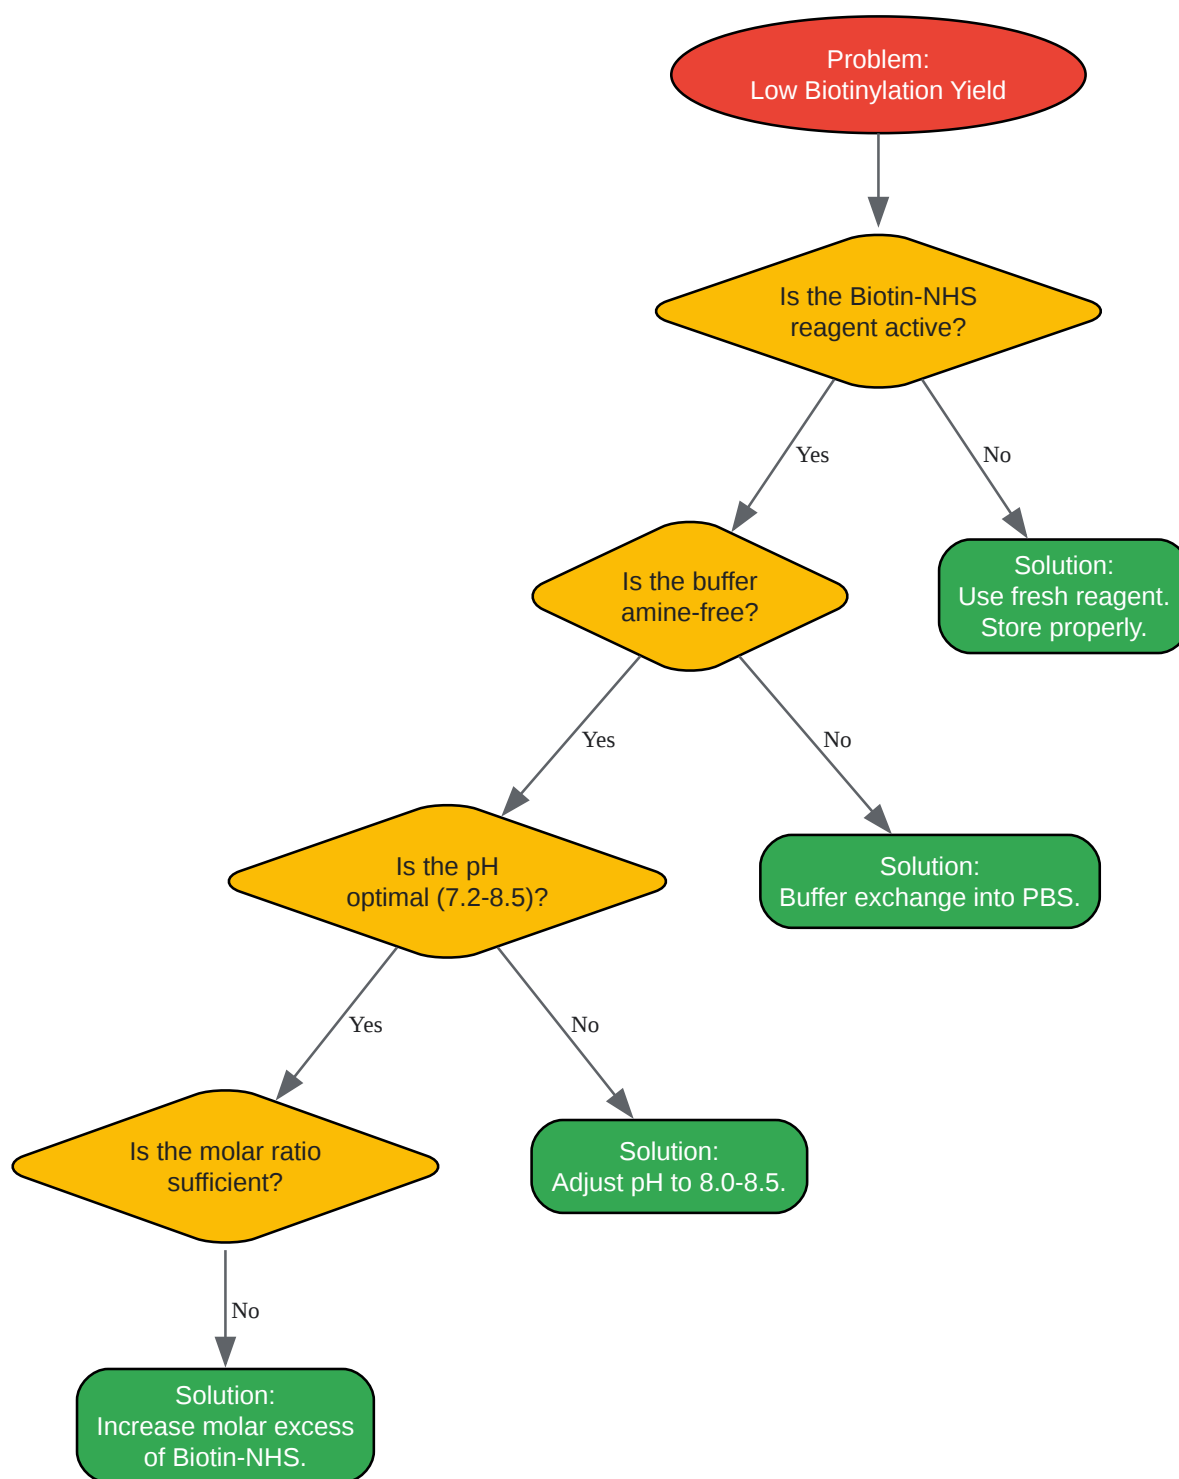 Problem:
Low Biotinylation Yield
Is the Biotin-NHS
reagent active?
Yes
No
Is the buffer
amine-free?
Solution:
Use fresh reagent.
Store properly.
Yes
No
Is the pH
optimal (7.2-8.5)?
Solution:
Buffer exchange into PBS.
Yes
No
Is the molar ratio
sufficient?
Solution:
Adjust pH to 8.0-8.5.
No
Solution:
Increase molar excess
of Biotin-NHS.